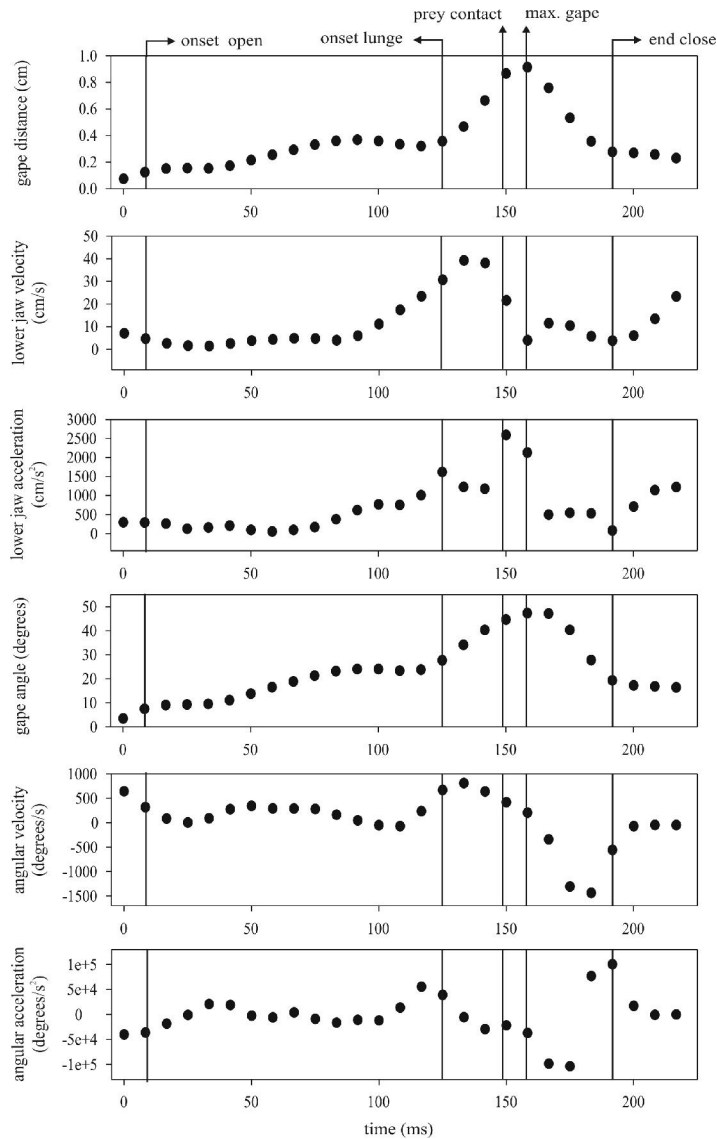 prey contact max. gape
onset open onset lunge end close
gape distance (cm)
1.0
0.8
0.6
0.4
0.2
0.0
0 50 100 150 200
lower jaw velocity
(cm/s)
50
40
30
20
10
0
0 50 100 150 200
lower jaw acceleration
(cm/s²)
3000
2500
2000
1500
1000
500
0
0 50 100 150 200
gape angle (degrees)
50
40
30
20
10
0
0 50 100 150 200
angular velocity
(degrees/s)
1000
500
0
-500
-1000
-1500
0 50 100 150 200
angular acceleration
(degrees/s²)
1e+5
5e+4
0
-5e+4
-1e+5
0 50 100 150 200
time (ms)